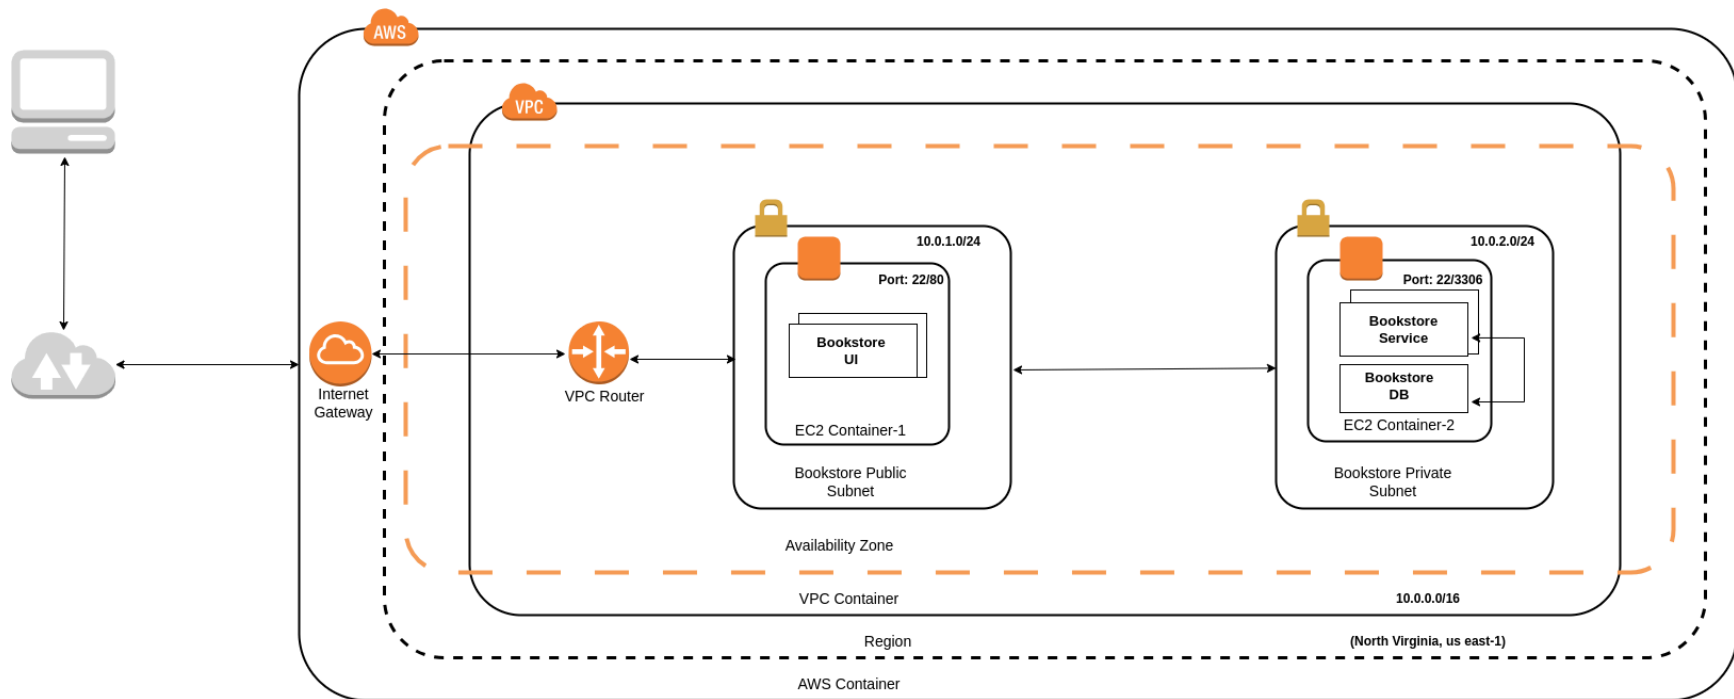 AWS
VPC
10.0.1.0/24
10.0.2.0/24
Port: 22/80
Port: 22/3306
Bookstore
UI
Bookstore
Service
Bookstore
DB
Internet
Gateway
VPC Router
EC2 Container-1
EC2 Container-2
Bookstore Public
Subnet
Bookstore Private
Subnet
Availability Zone
VPC Container
10.0.0.0/16
Region
(North Virginia, us east-1)
AWS Container